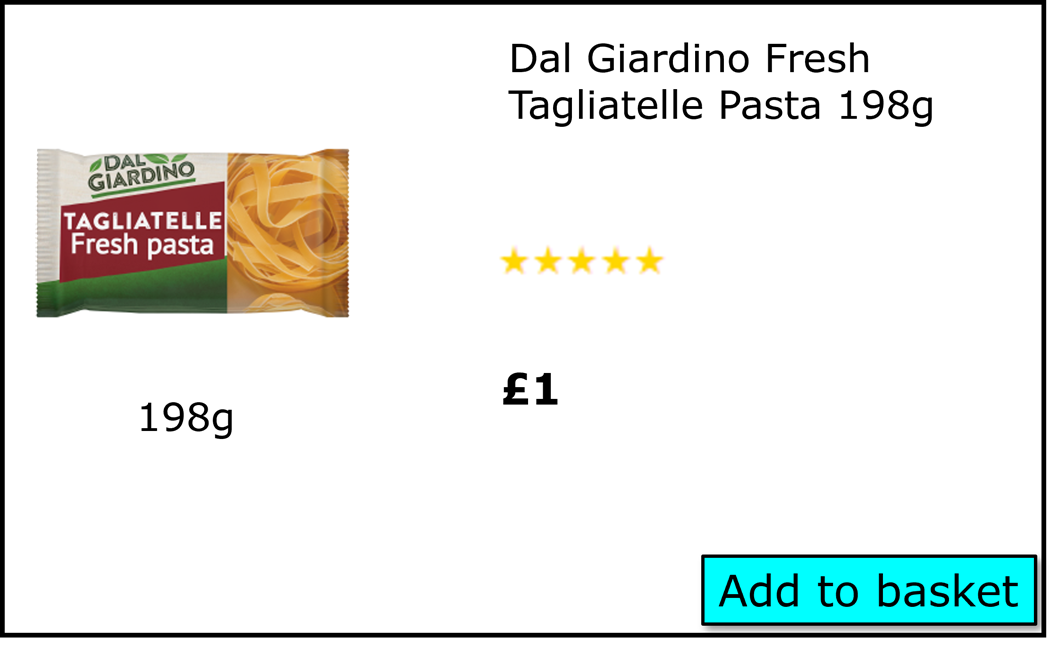 Dal Giardino Fresh
Tagliatelle Pasta 198g
DAL
GIARDINO
TAGLIATELLE
Fresh pasta
£1
198g
Add to basket